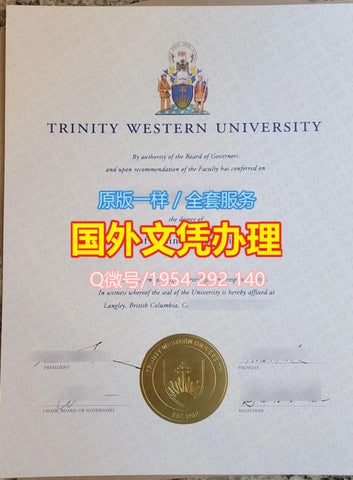 TRINITY WESTERN UNIVERSITY
By authority of the Board of Governors
and upon recommendation of the Faculty has conferred on
原版一样 / 全套服务
the degree of
国外文凭办理
Q微号/1954 292 140
In witness whereof the seal of the University is hereby affixed at
Langley, British Columbia, C
TRINITY WESTERN UNIVERSITY
EST 1962
PRESIDENT
PROVOST
CHAIR, BOARD OF GOVERNORS
REGISTRAR